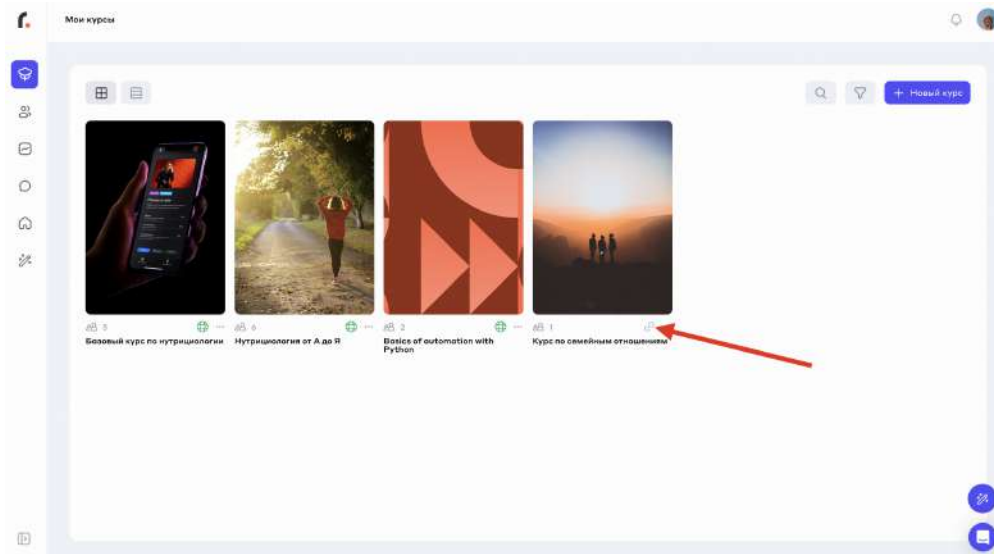 r.
Мои курсы
+ Новый курс
5
6
2
1
Базовый курс по нутрициологии
Нутрициология от А до Я
Basics of automation with
Python
Курс по семейным отношениям